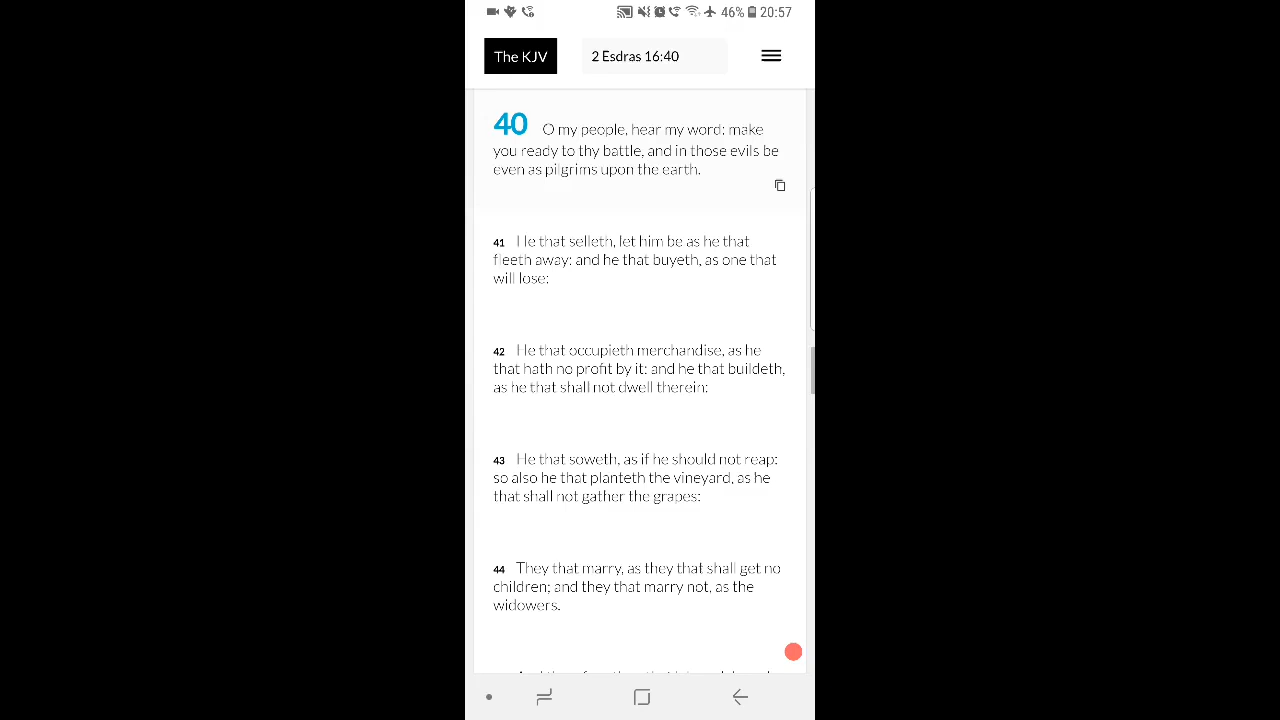 46% 20:57
The KJV 2 Esdras 16:40
40 O my people, hear my word: make
you ready to thy battle, and in those evils be
even as pilgrims upon the earth.
41 He that selleth, let him be as he that
fleeth away: and he that buyeth, as one that
will lose:
42 He that occupieth merchandise, as he
that hath no profit by it: and he that buildeth,
as he that shall not dwell therein:
43 He that soweth, as if he should not reap:
so also he that planteth the vineyard, as he
that shall not gather the grapes:
44 They that marry, as they that shall get no
children; and they that marry not, as the
widowers.